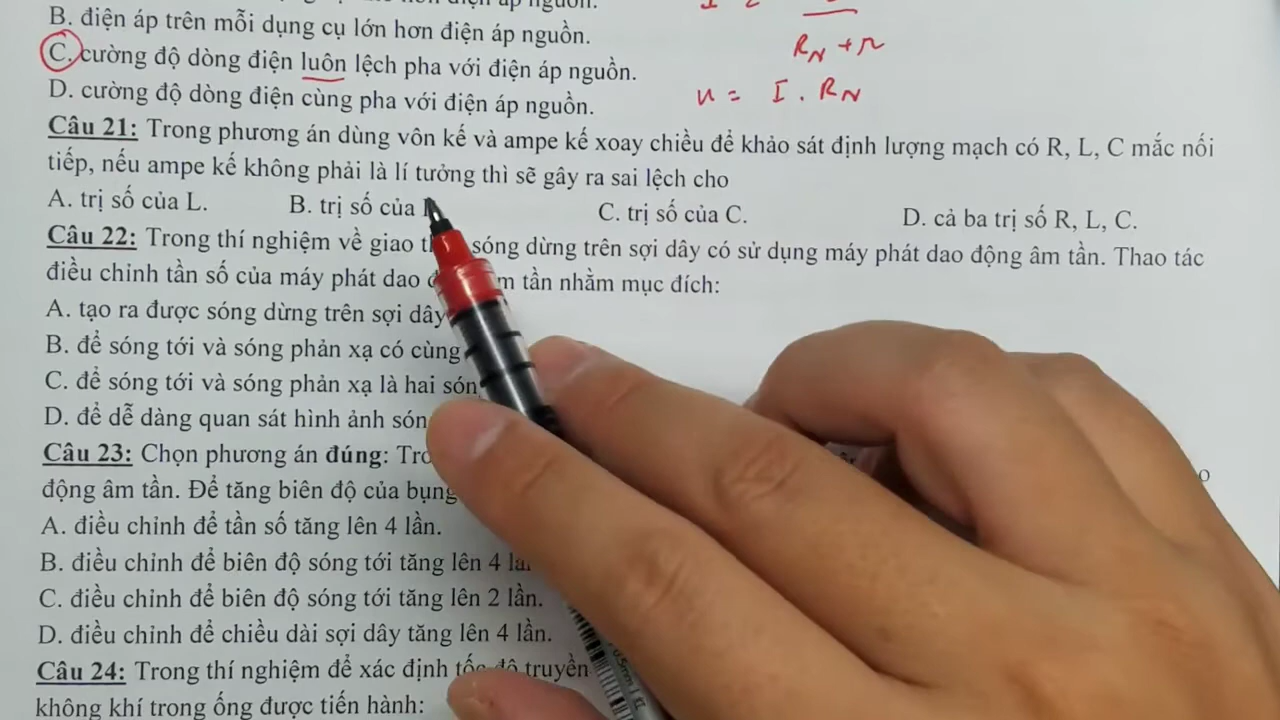 điện áp nguồn.
B. điện áp trên mỗi dụng cụ lớn hơn điện áp nguồn.
C. cường độ dòng điện luôn lệch pha với điện áp nguồn.
D. cường độ dòng điện cùng pha với điện áp nguồn.
R_N + r
u = I . R_N
Câu 21: Trong phương án dùng vôn kế và ampe kế xoay chiều để khảo sát định lượng mạch có R, L, C mắc nối
tiếp, nếu ampe kế không phải là lí tưởng thì sẽ gây ra sai lệch cho
A. trị số của L. B. trị số của C. trị số của C. D. cả ba trị số R, L, C.
Câu 22: Trong thí nghiệm về giao sóng dừng trên sợi dây có sử dụng máy phát dao động âm tần. Thao tác
điều chỉnh tần số của máy phát dao tần nhằm mục đích:
A. tạo ra được sóng dừng trên sợi dây
B. để sóng tới và sóng phản xạ có cùng
C. để sóng tới và sóng phản xạ là hai
D. để dễ dàng quan sát hình ảnh
Câu 23: Chọn phương án đúng:
động âm tần. Để tăng biên độ của bụng
A. điều chỉnh để tần số tăng lên 4 lần.
B. điều chỉnh để biên độ sóng tới tăng lên 4
C. điều chỉnh để biên độ sóng tới tăng lên 2 lần.
D. điều chỉnh để chiều dài sợi dây tăng lên 4 lần.
Câu 24: Trong thí nghiệm để xác định tốc độ truyền
không khí trong ống được tiến hành:
0.5mm